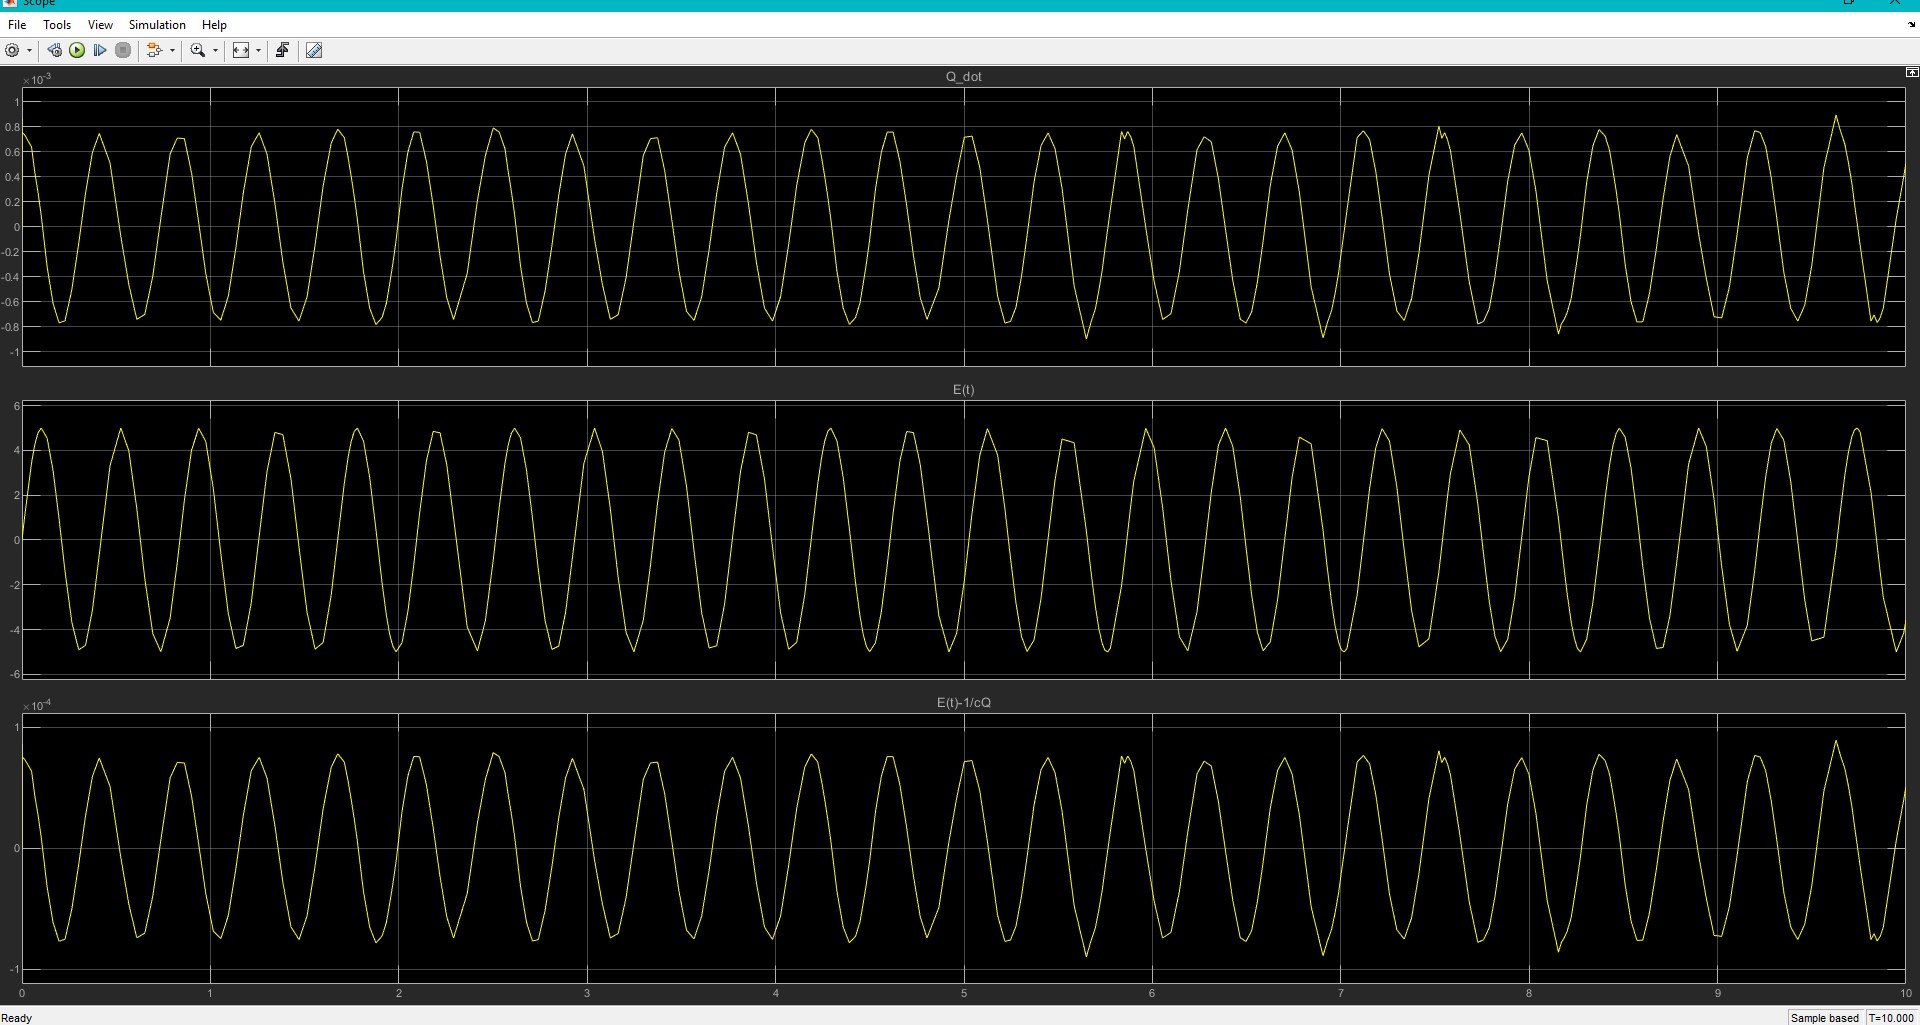 Scope
File Tools View Simulation Help
×10-3
Q_dot
1
0.8
0.6
0.4
0.2
0
-0.2
-0.4
-0.6
-0.8
-1
E(t)
6
4
2
0
-2
-4
-6
×10-4
E(t)-1/cQ
1
0
-1
0 1 2 3 4 5 6 7 8 9 10
Ready
Sample based T=10.000